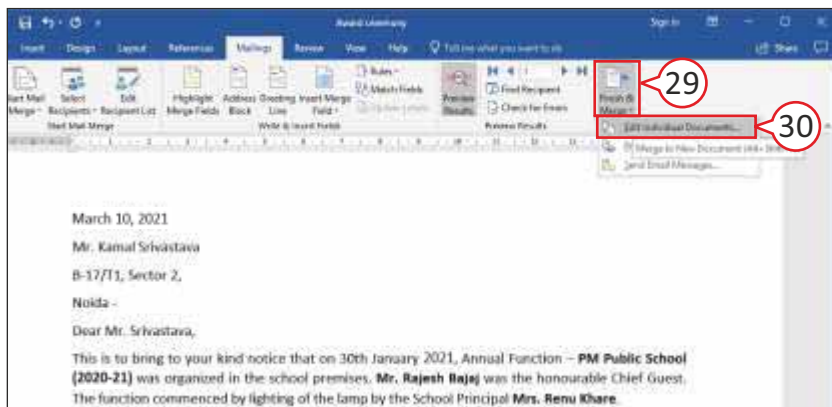 Award ceremony Sign in
Insert Design Layout References Mailings Review View Help Tell me what you want to do Share
Start Mail Select Edit Highlight Address Greeting Insert Merge Rules Match Fields Preview Find Recipient Finish & 29
Merge Recipients Recipient List Merge Fields Block Line Field Results Check for Errors Merge
Start Mail Merge Write & Insert Fields Preview Results
Edit Individual Documents... 30
Merge to New Document
Send Email Messages...
March 10, 2021
Mr. Kamal Srivastava
B-17/T1, Sector 2,
Noida -
Dear Mr. Srivastava,
This is to bring to your kind notice that on 30th January 2021, Annual Function – PM Public School
(2020-21) was organized in the school premises. Mr. Rajesh Bajaj was the honourable Chief Guest.
The function commenced by lighting of the lamp by the School Principal Mrs. Renu Khare.